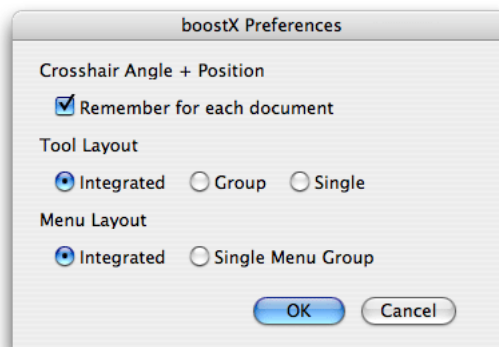 boostX Preferences
Crosshair Angle + Position
Remember for each document
Tool Layout
Integrated Group Single
Menu Layout
Integrated Single Menu Group
OK Cancel